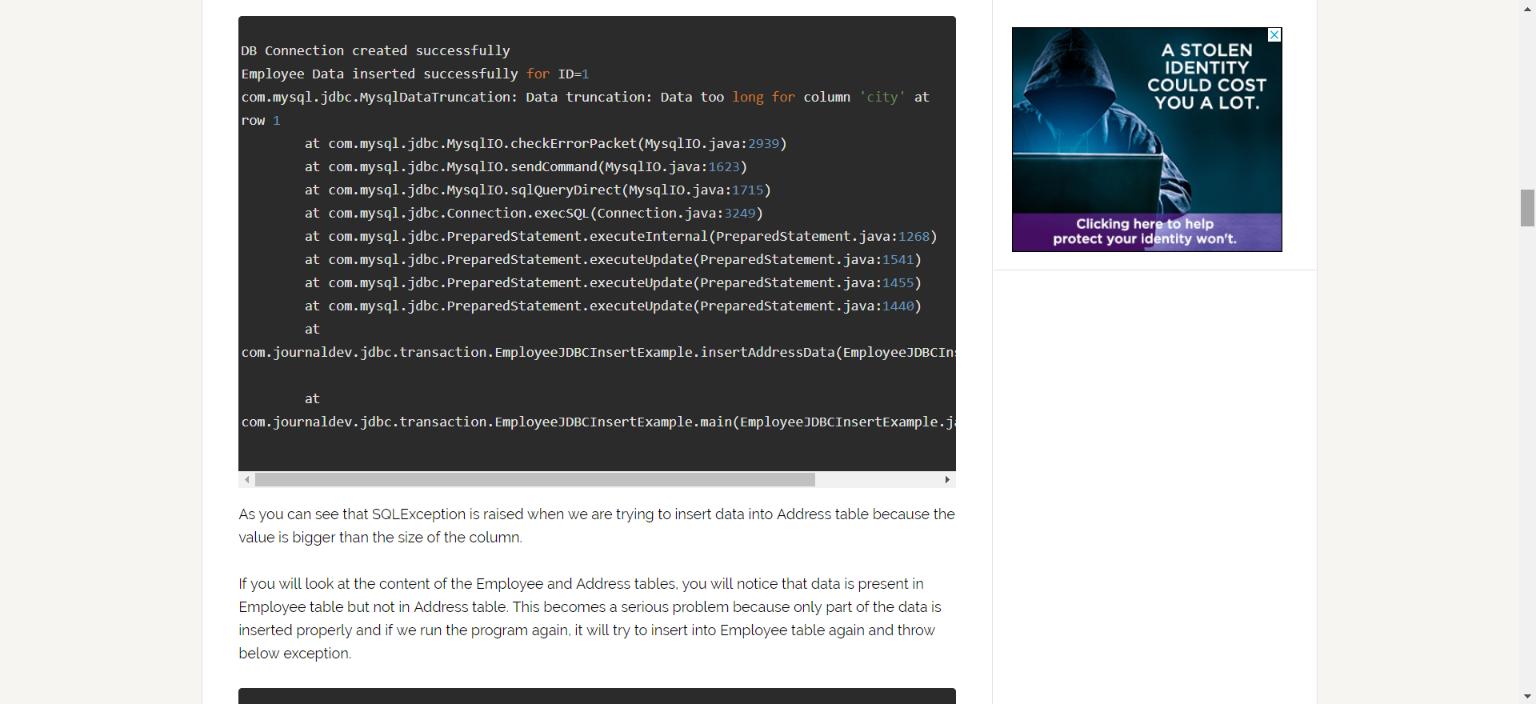 DB Connection created successfully
Employee Data inserted successfully for ID=1
com.mysql.jdbc.MysqlDataTruncation: Data truncation: Data too long for column 'city' at
row 1
at com.mysql.jdbc.MysqlIO.checkErrorPacket(MysqlIO.java:2939)
at com.mysql.jdbc.MysqlIO.sendCommand(MysqlIO.java:1623)
at com.mysql.jdbc.MysqlIO.sqlQueryDirect(MysqlIO.java:1715)
at com.mysql.jdbc.Connection.execSQL(Connection.java:3249)
at com.mysql.jdbc.PreparedStatement.executeInternal(PreparedStatement.java:1268)
at com.mysql.jdbc.PreparedStatement.executeUpdate(PreparedStatement.java:1541)
at com.mysql.jdbc.PreparedStatement.executeUpdate(PreparedStatement.java:1455)
at com.mysql.jdbc.PreparedStatement.executeUpdate(PreparedStatement.java:1440)
at
com.journaldev.jdbc.transaction.EmployeeJDBCInsertExample.insertAddressData(EmployeeJDBCIns
at
com.journaldev.jdbc.transaction.EmployeeJDBCInsertExample.main(EmployeeJDBCInsertExample.ja
As you can see that SQLException is raised when we are trying to insert data into Address table because the
value is bigger than the size of the column.
If you will look at the content of the Employee and Address tables, you will notice that data is present in
Employee table but not in Address table. This becomes a serious problem because only part of the data is
inserted properly and if we run the program again, it will try to insert into Employee table again and throw
below exception.
A STOLEN
IDENTITY
COULD COST
YOU A LOT.
Clicking here to help
protect your identity won't.